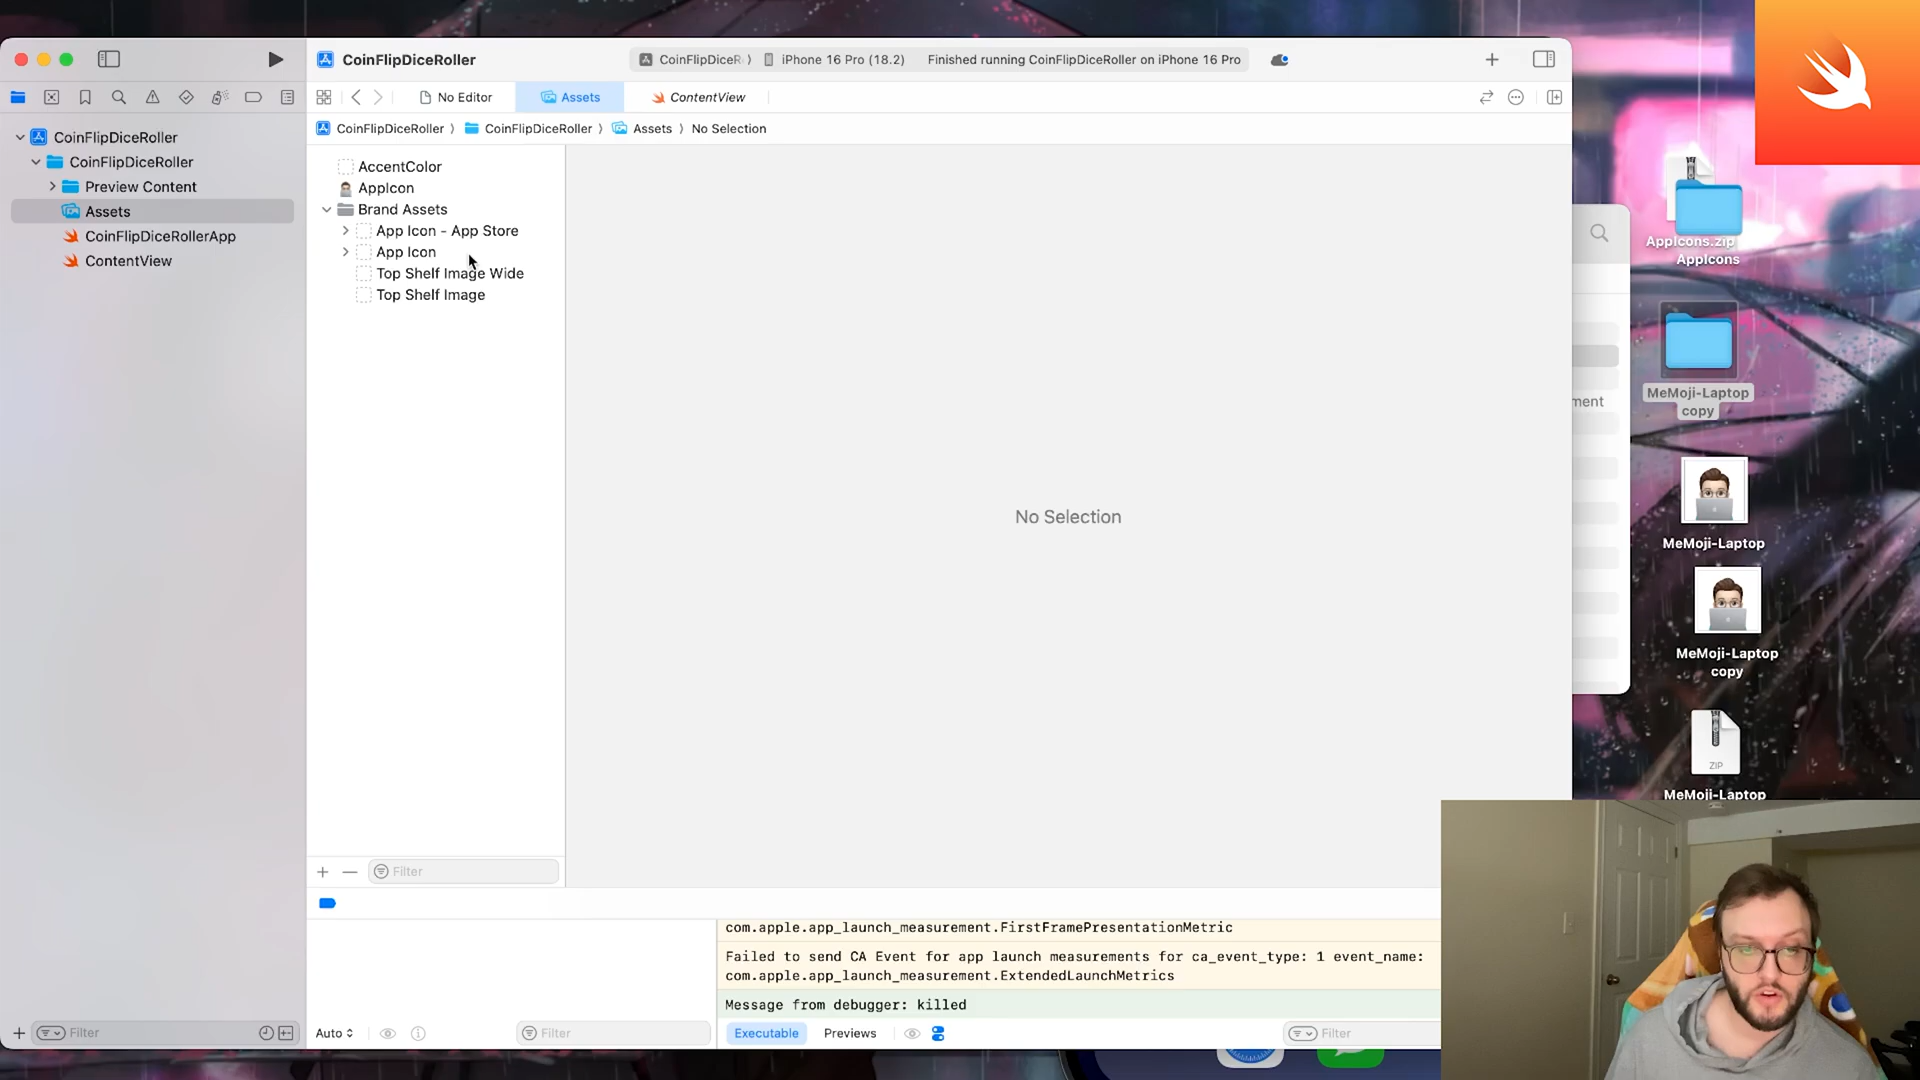 CoinFlipDiceRoller
CoinFlipDiceR
iPhone 16 Pro (18.2)
Finished running CoinFlipDiceRoller on iPhone 16 Pro
No Editor
Assets
ContentView
CoinFlipDiceRoller
CoinFlipDiceRoller
Assets
No Selection
CoinFlipDiceRoller
CoinFlipDiceRoller
Preview Content
Assets
CoinFlipDiceRollerApp
ContentView
AccentColor
AppIcon
Brand Assets
App Icon - App Store
App Icon
Top Shelf Image Wide
Top Shelf Image
No Selection
Filter
com.apple.app_launch_measurement.FirstFramePresentationMetric
Failed to send CA Event for app launch measurements for ca_event_type: 1 event_name:
com.apple.app_launch_measurement.ExtendedLaunchMetrics
Message from debugger: killed
Filter
Auto
Filter
Executable
Previews
Filter
AppIcons.zip
AppIcons
MeMoji-Laptop
copy
ment
MeMoji-Laptop
MeMoji-Laptop
copy
ZIP
MeMoji-Laptop